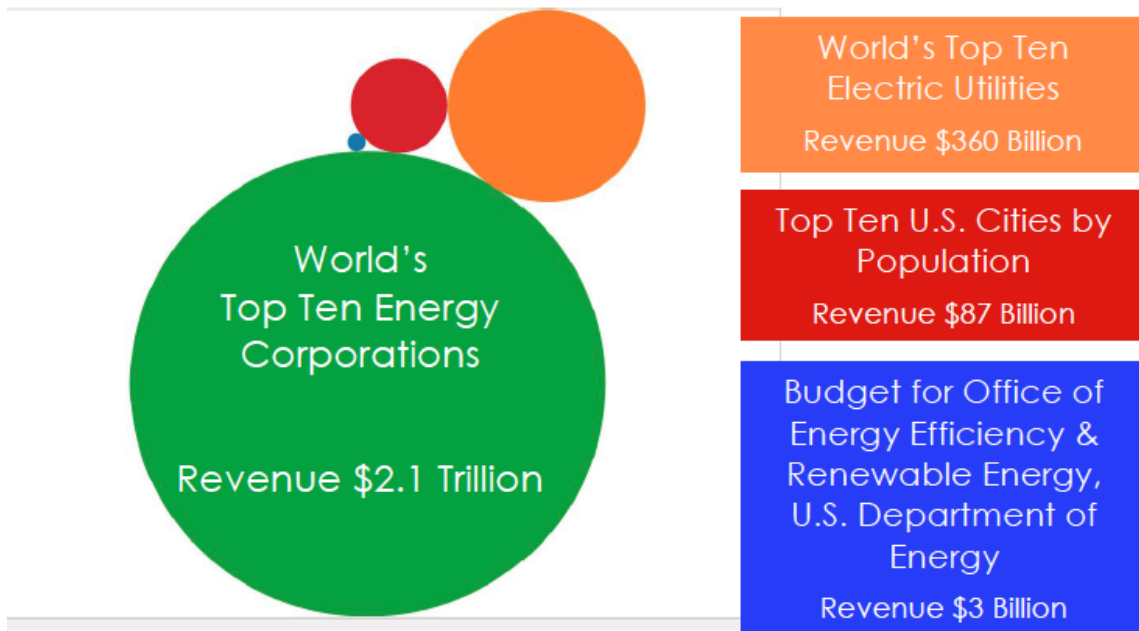 World's
Top Ten Energy
Corporations
Revenue $2.1 Trillion
World's Top Ten
Electric Utilities
Revenue $360 Billion
Top Ten U.S. Cities by
Population
Revenue $87 Billion
Budget for Office of
Energy Efficiency &
Renewable Energy,
U.S. Department of
Energy
Revenue $3 Billion